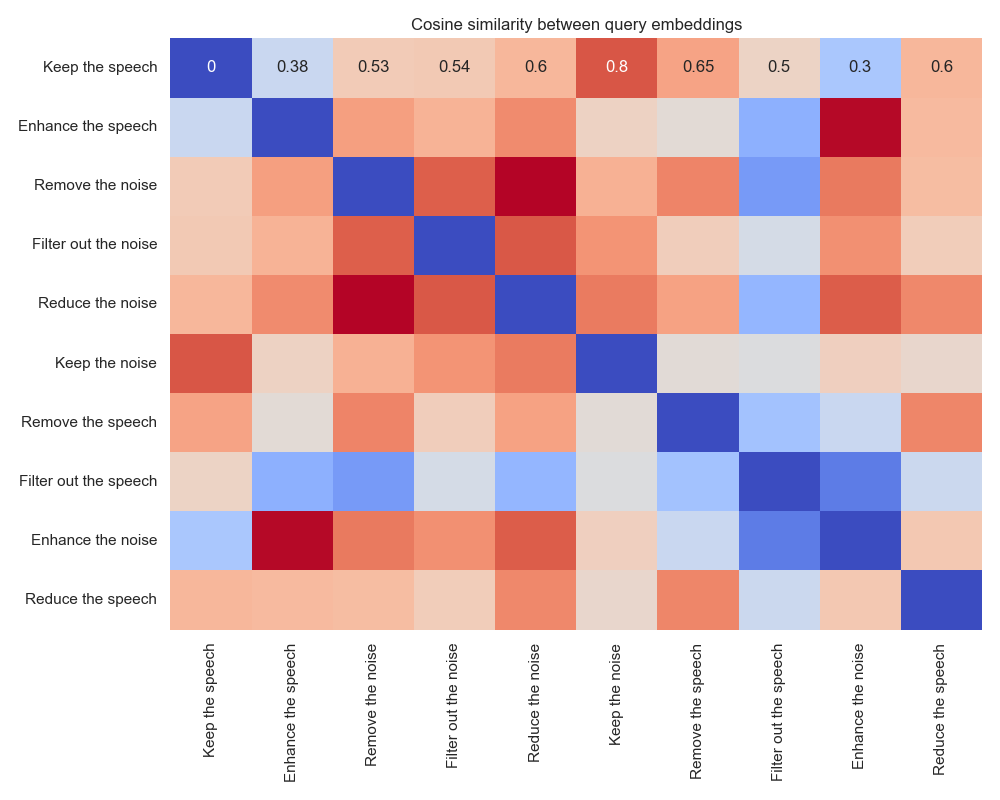 Cosine similarity between query embeddings
Keep the speech 0 0.38 0.53 0.54 0.6 0.8 0.65 0.5 0.3 0.6
Enhance the speech
Remove the noise
Filter out the noise
Reduce the noise
Keep the noise
Remove the speech
Filter out the speech
Enhance the noise
Reduce the speech
Keep the speech
Enhance the speech
Remove the noise
Filter out the noise
Reduce the noise
Keep the noise
Remove the speech
Filter out the speech
Enhance the noise
Reduce the speech